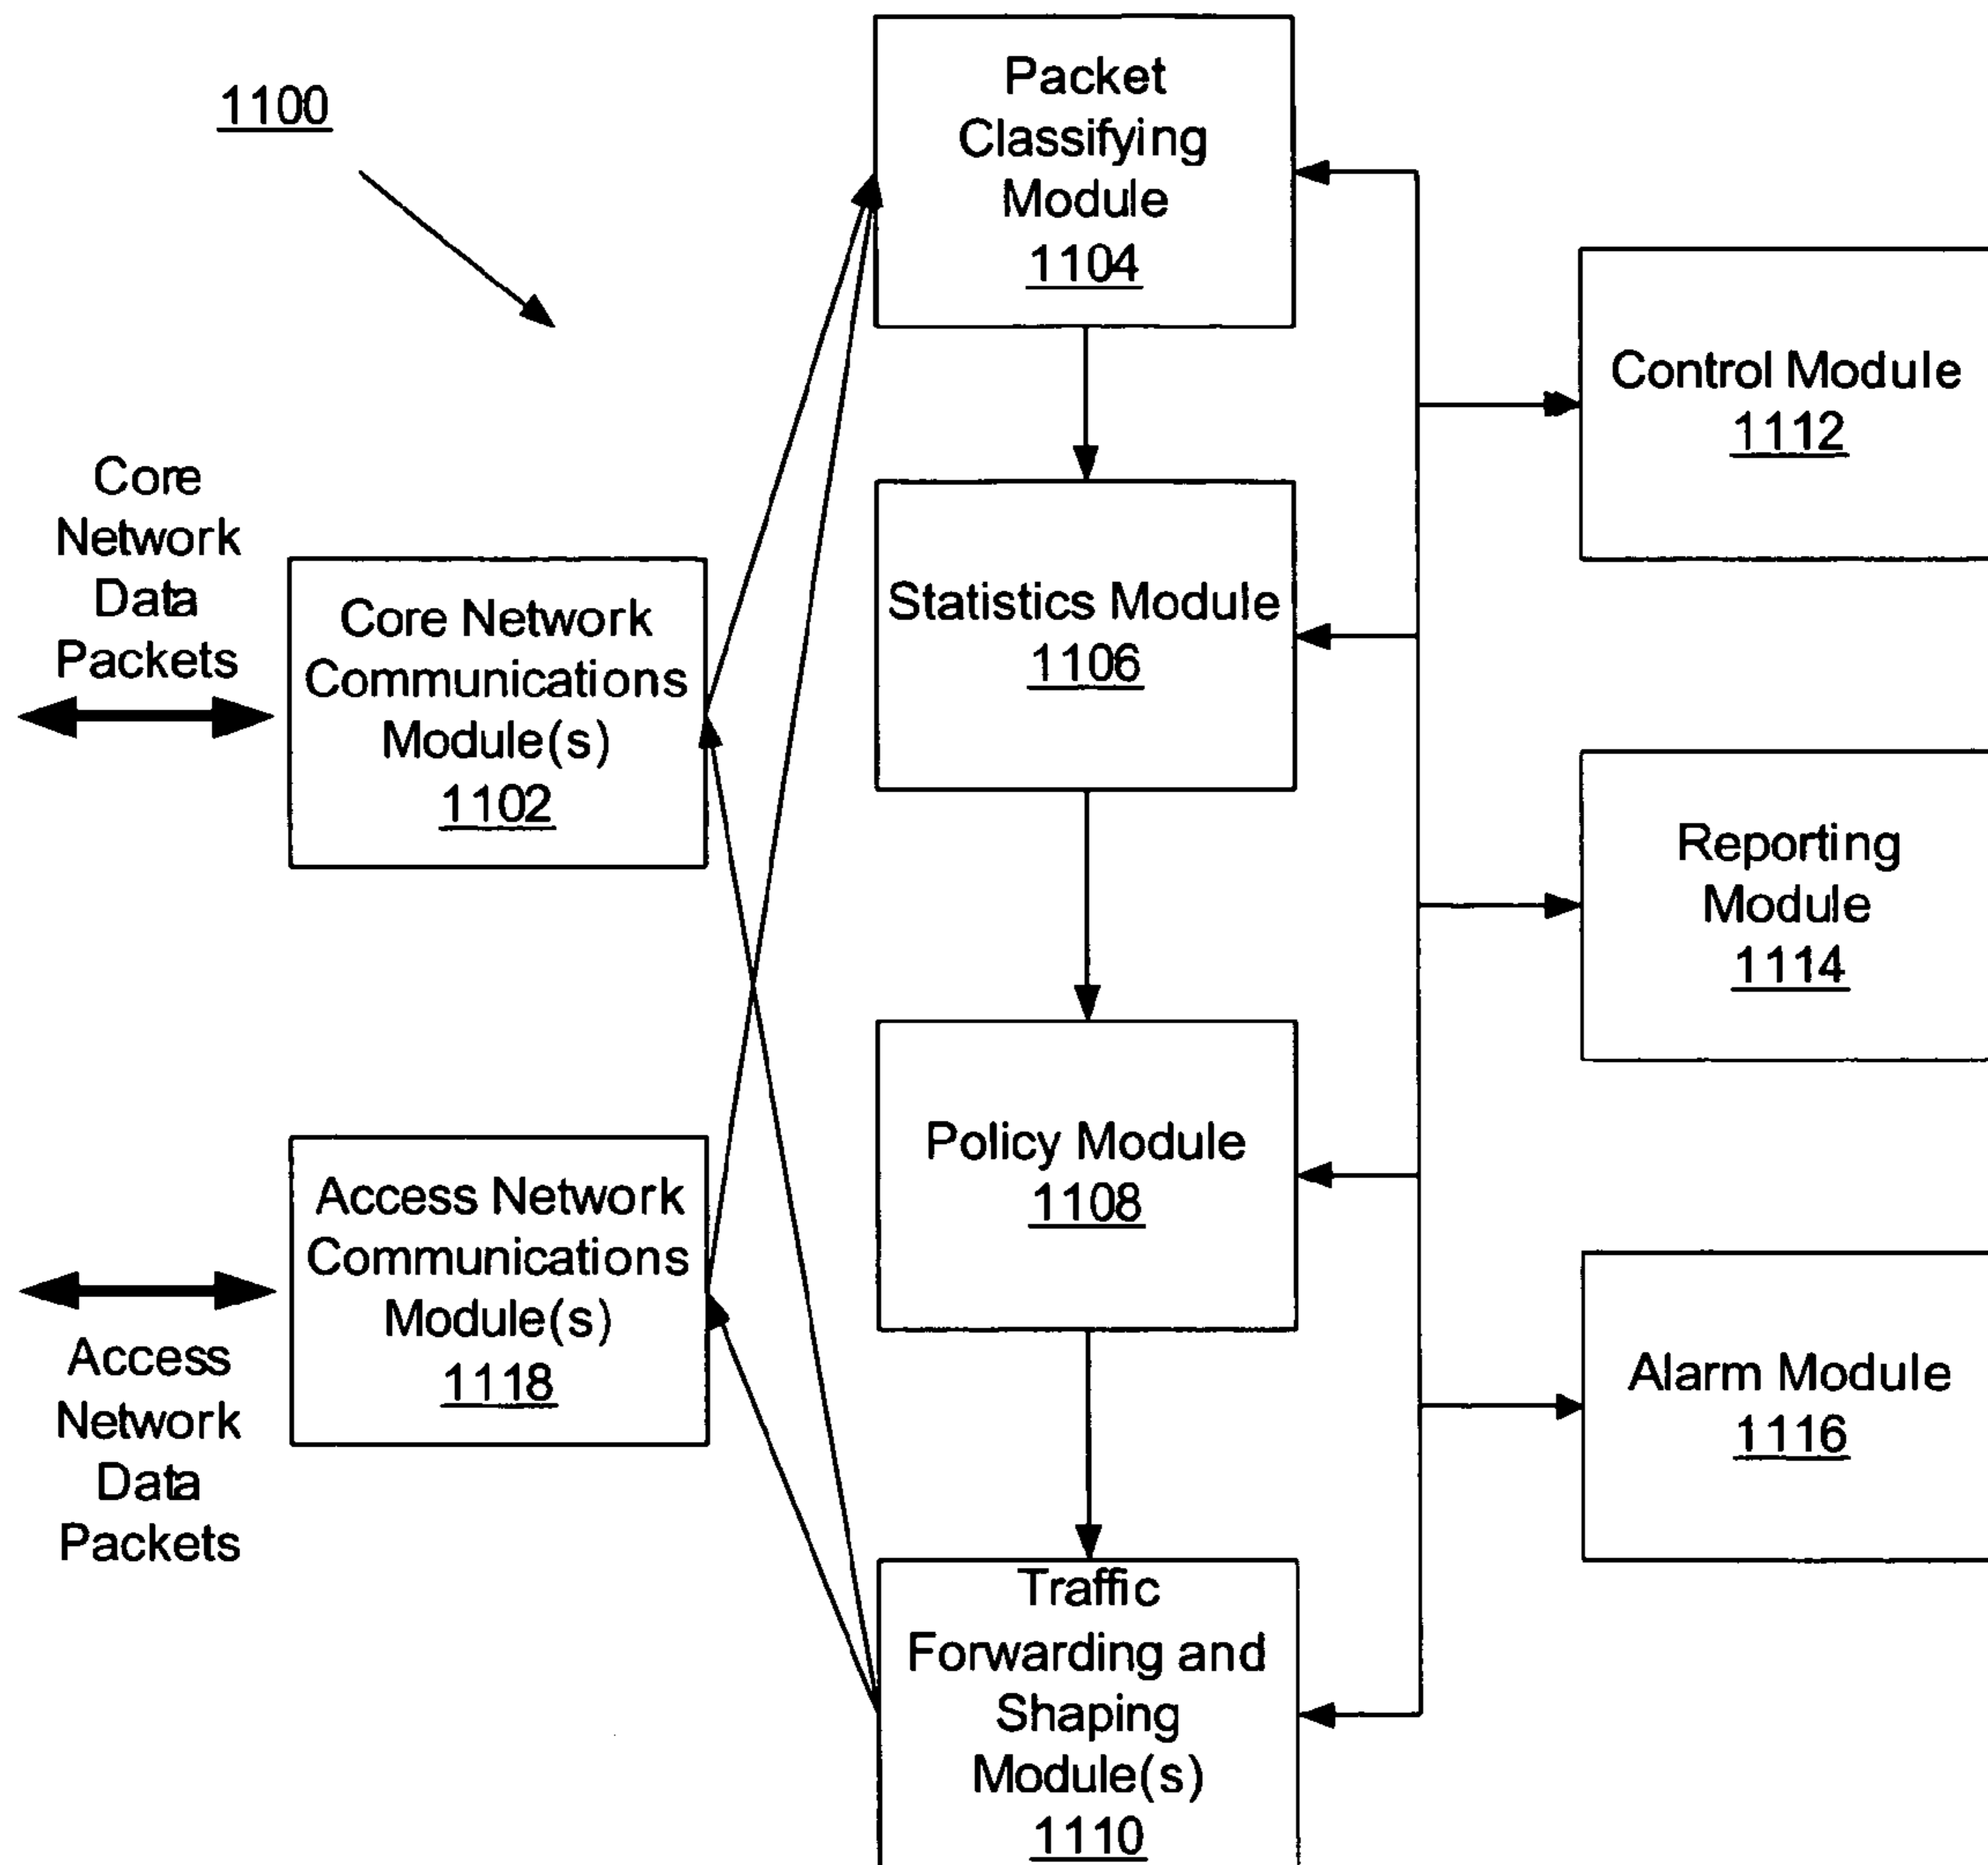 1100
Packet
Classifying
Module
1104
Control Module
1112
Core
Network
Data
Packets
Core Network
Communications
Module(s)
1102
Statistics Module
1106
Reporting
Module
1114
Policy Module
1108
Access Network
Communications
Module(s)
1118
Access
Network
Data
Packets
Alarm Module
1116
Traffic
Forwarding and
Shaping
Module(s)
1110